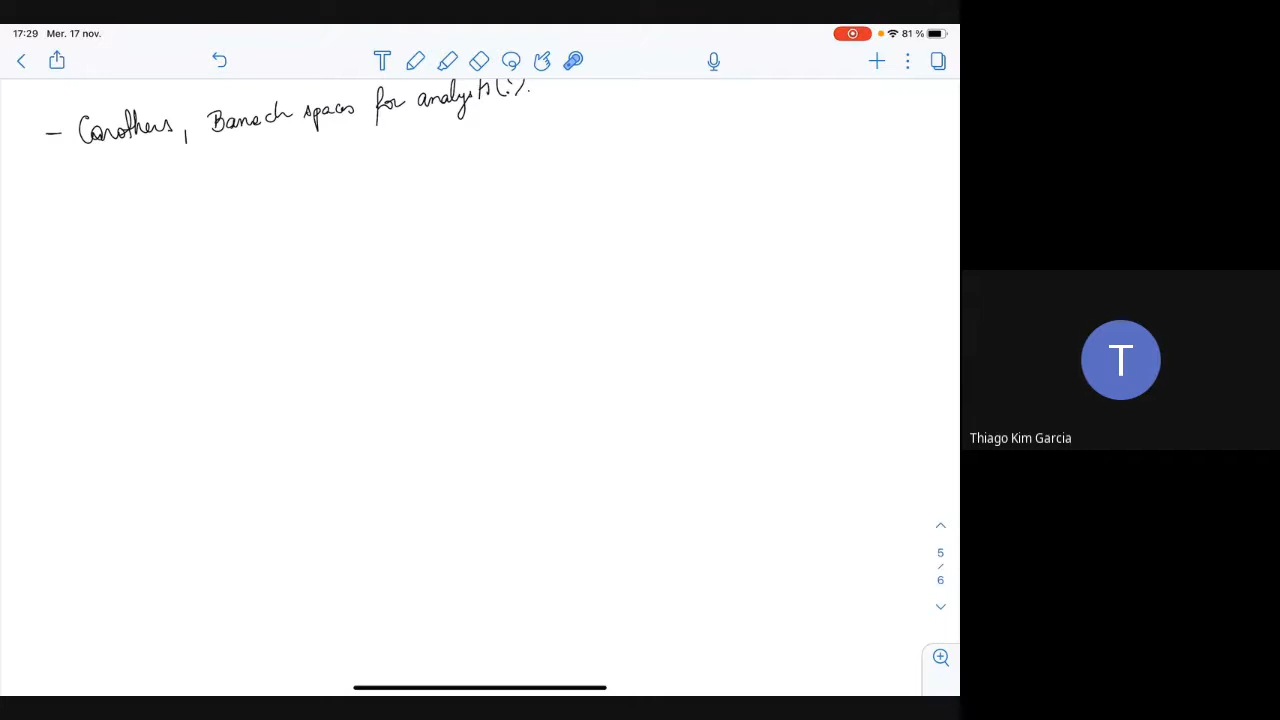 17:29 Mer. 17 nov.
81 %
T
- Carothers, Banach spaces for analysts (?).
T
Thiago Kim Garcia
5
/
6